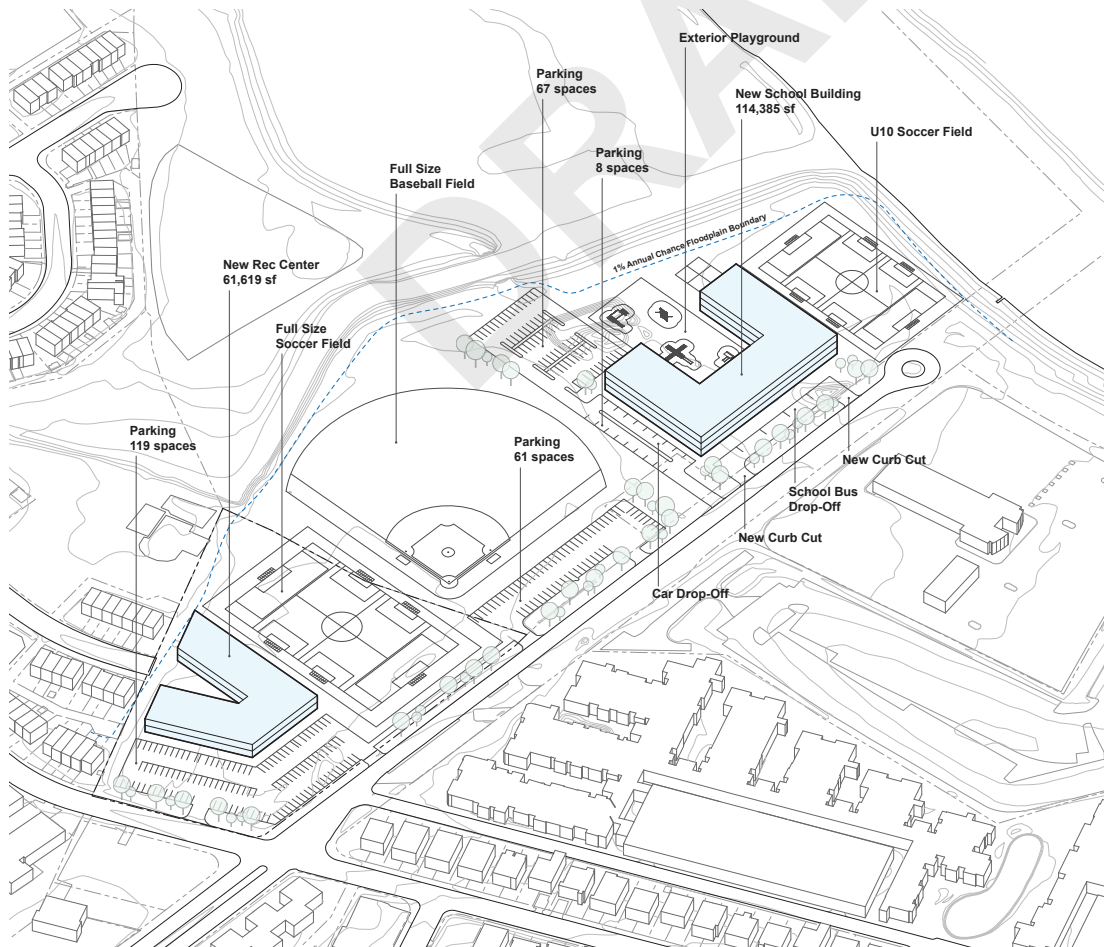 Exterior Playground
Parking
67 spaces
New School Building
114,385 sf
U10 Soccer Field
Parking
8 spaces
Full Size
Baseball Field
1% Annual Chance Floodplain Boundary
New Rec Center
61,619 sf
Full Size
Soccer Field
Parking
119 spaces
Parking
61 spaces
New Curb Cut
School Bus
Drop-Off
New Curb Cut
Car Drop-Off
DRA